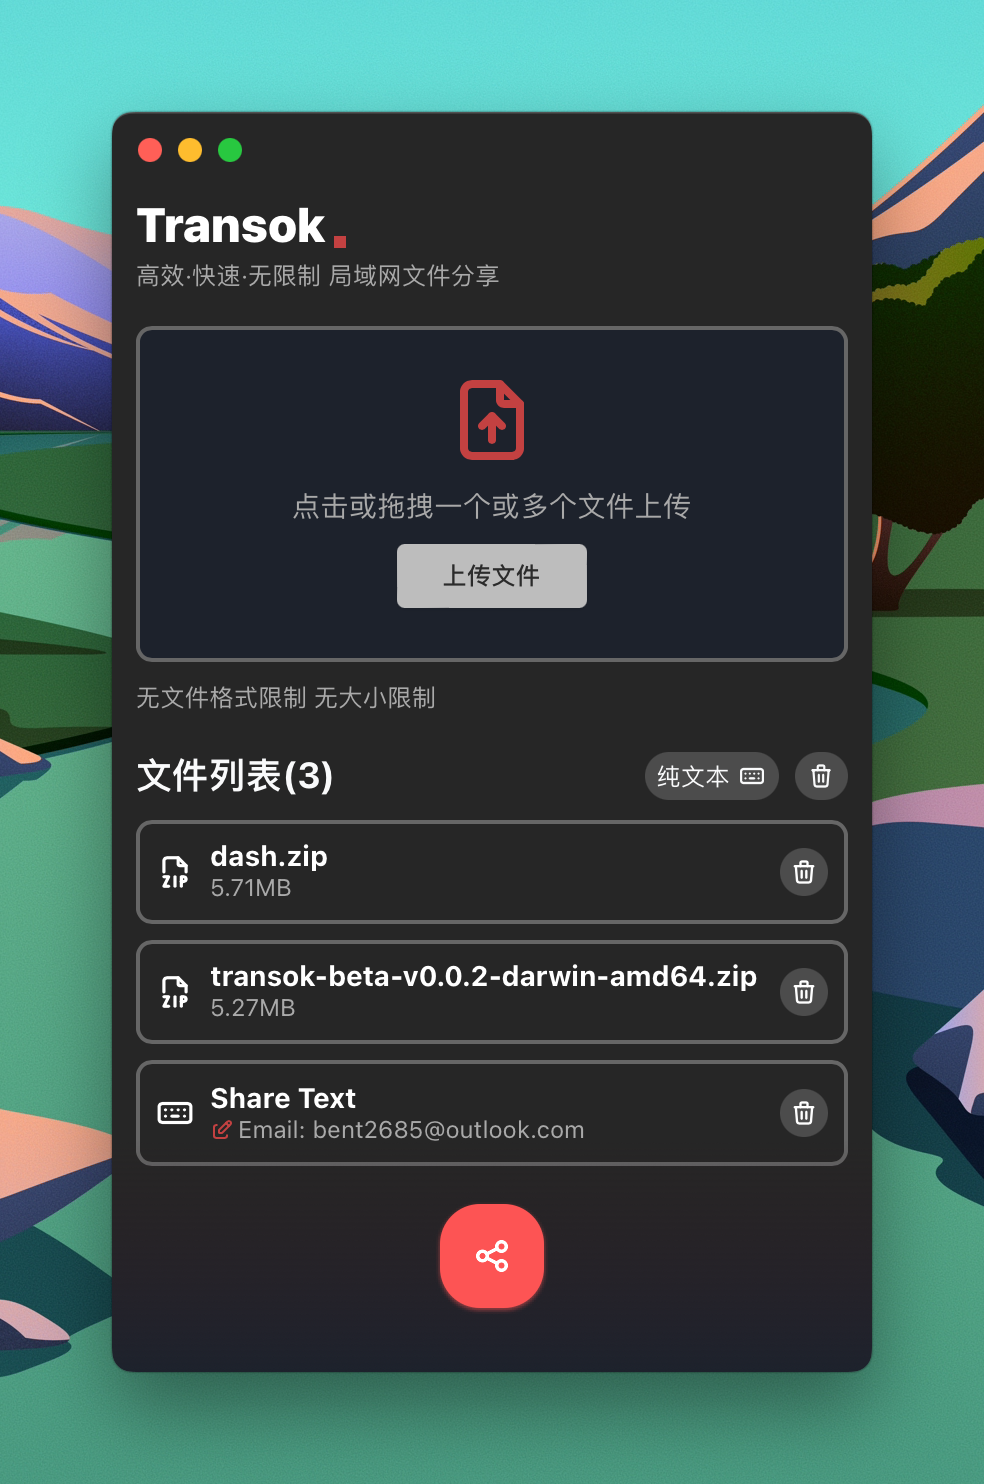 Transok.
高效·快速·无限制 局域网文件分享
点击或拖拽一个或多个文件上传
上传文件
无文件格式限制 无大小限制
文件列表(3)
纯文本
ZIP
dash.zip
5.71MB
ZIP
transok-beta-v0.0.2-darwin-amd64.zip
5.27MB
Share Text
Email: bent2685@outlook.com